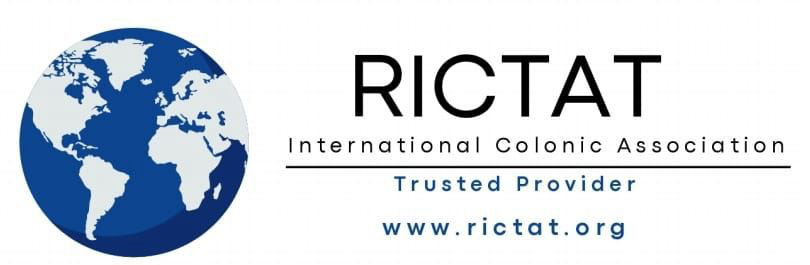 RICTAT
International Colonic Association
Trusted Provider
www.rictat.org